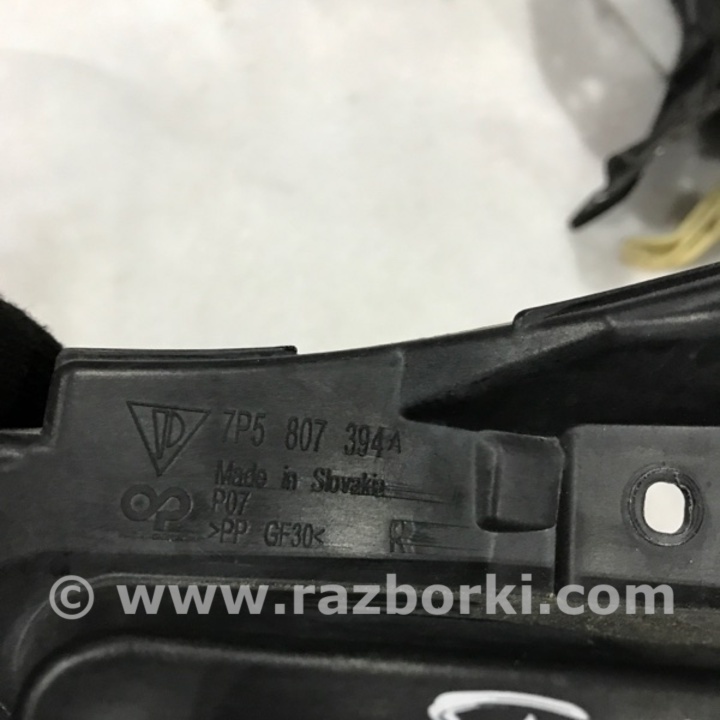 7P5 807 394 A
Made in Slovakia
P07
>PP GF30<
R
© www.razborki.com